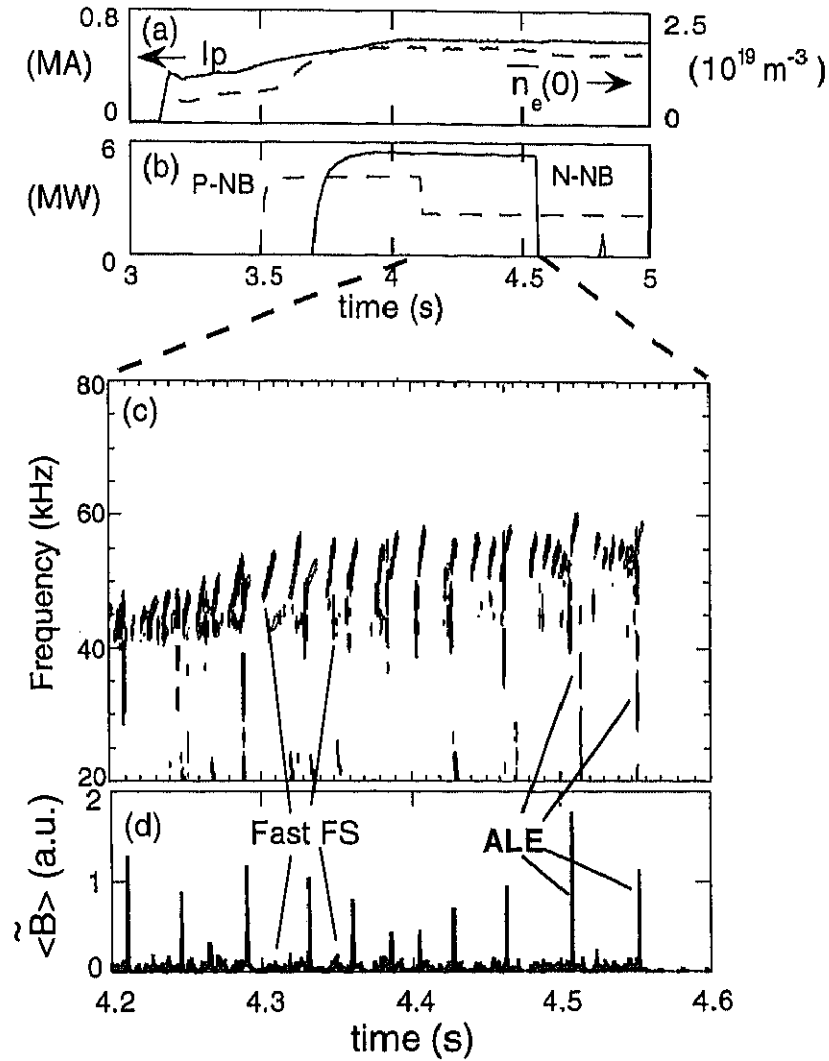 0.8
(a)
Ip
(MA)
0
2.5
n̅e(0)
(10^19 m^-3)
0
6
(b)
P-NB
N-NB
(MW)
0
3 3.5 4 4.5 5
time (s)
80
(c)
60
40
20
Frequency (kHz)
2
(d)
Fast FS
ALE
1
0
<B̃> (a.u.)
4.2 4.3 4.4 4.5 4.6
time (s)